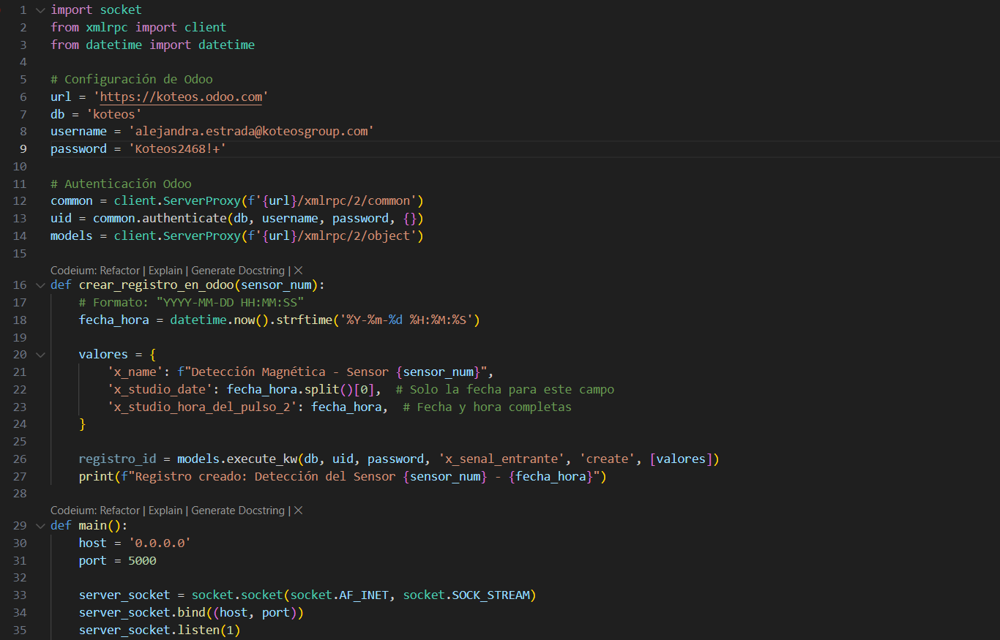 1 import socket
2 from xmlrpc import client
3 from datetime import datetime
4
5 # Configuración de Odoo
6 url = 'https://koteos.odoo.com'
7 db = 'koteos'
8 username = 'alejandra.estrada@koteosgroup.com'
9 password = 'Koteos2468!+'
10
11 # Autenticación Odoo
12 common = client.ServerProxy(f'{url}/xmlrpc/2/common')
13 uid = common.authenticate(db, username, password, {})
14 models = client.ServerProxy(f'{url}/xmlrpc/2/object')
15
Codeium: Refactor | Explain | Generate Docstring | X
16 def crear_registro_en_odoo(sensor_num):
17     # Formato: "YYYY-MM-DD HH:MM:SS"
18     fecha_hora = datetime.now().strftime('%Y-%m-%d %H:%M:%S')
19
20     valores = {
21         'x_name': f"Detección Magnética - Sensor {sensor_num}",
22         'x_studio_date': fecha_hora.split()[0],  # Solo la fecha para este campo
23         'x_studio_hora_del_pulso_2': fecha_hora,  # Fecha y hora completas
24     }
25
26     registro_id = models.execute_kw(db, uid, password, 'x_senal_entrante', 'create', [valores])
27     print(f"Registro creado: Detección del Sensor {sensor_num} - {fecha_hora}")
28
Codeium: Refactor | Explain | Generate Docstring | X
29 def main():
30     host = '0.0.0.0'
31     port = 5000
32
33     server_socket = socket.socket(socket.AF_INET, socket.SOCK_STREAM)
34     server_socket.bind((host, port))
35     server_socket.listen(1)